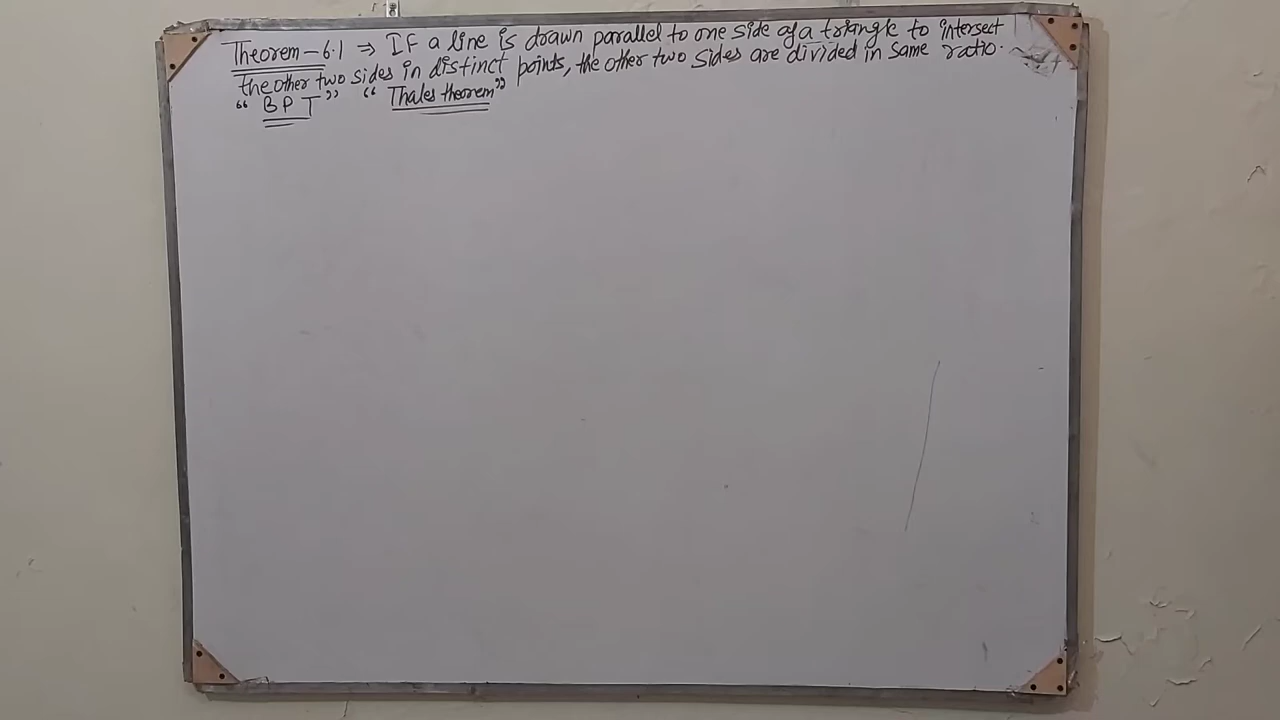 Theorem-6.1 ⇒ If a line is drawn parallel to one side of a triangle to intersect
the other two sides in distinct points, the other two sides are divided in same ratio.
“BPT” “Thales theorem”